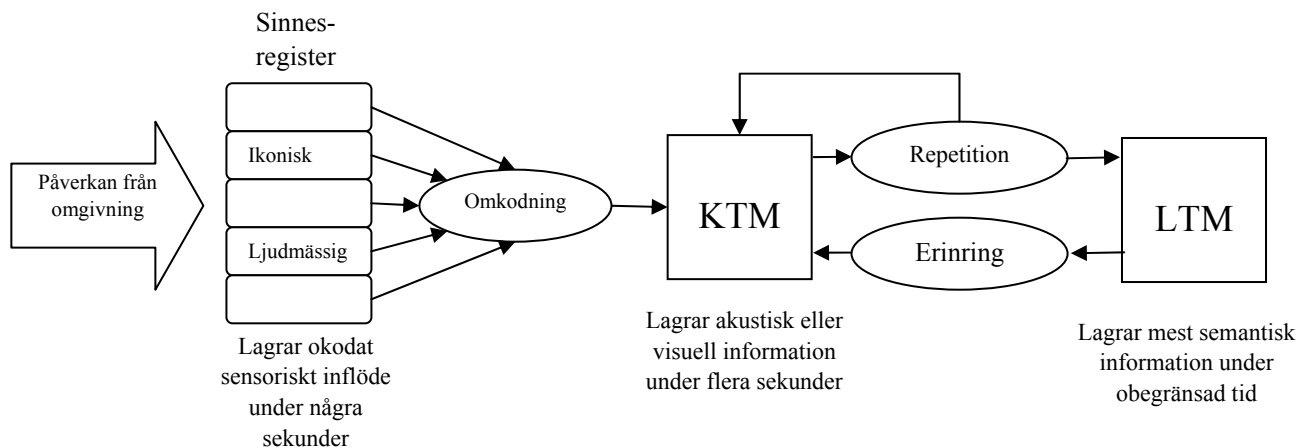 Sinnes-
register
Påverkan från
omgivning
Ikonisk
Ljudmässig
Omkodning
KTM
Repetition
Erinring
LTM
Lagrar okodat
sensoriskt inflöde
under några
sekunder
Lagrar akustisk eller
visuell information
under flera sekunder
Lagrar mest semantisk
information under
obegränsad tid